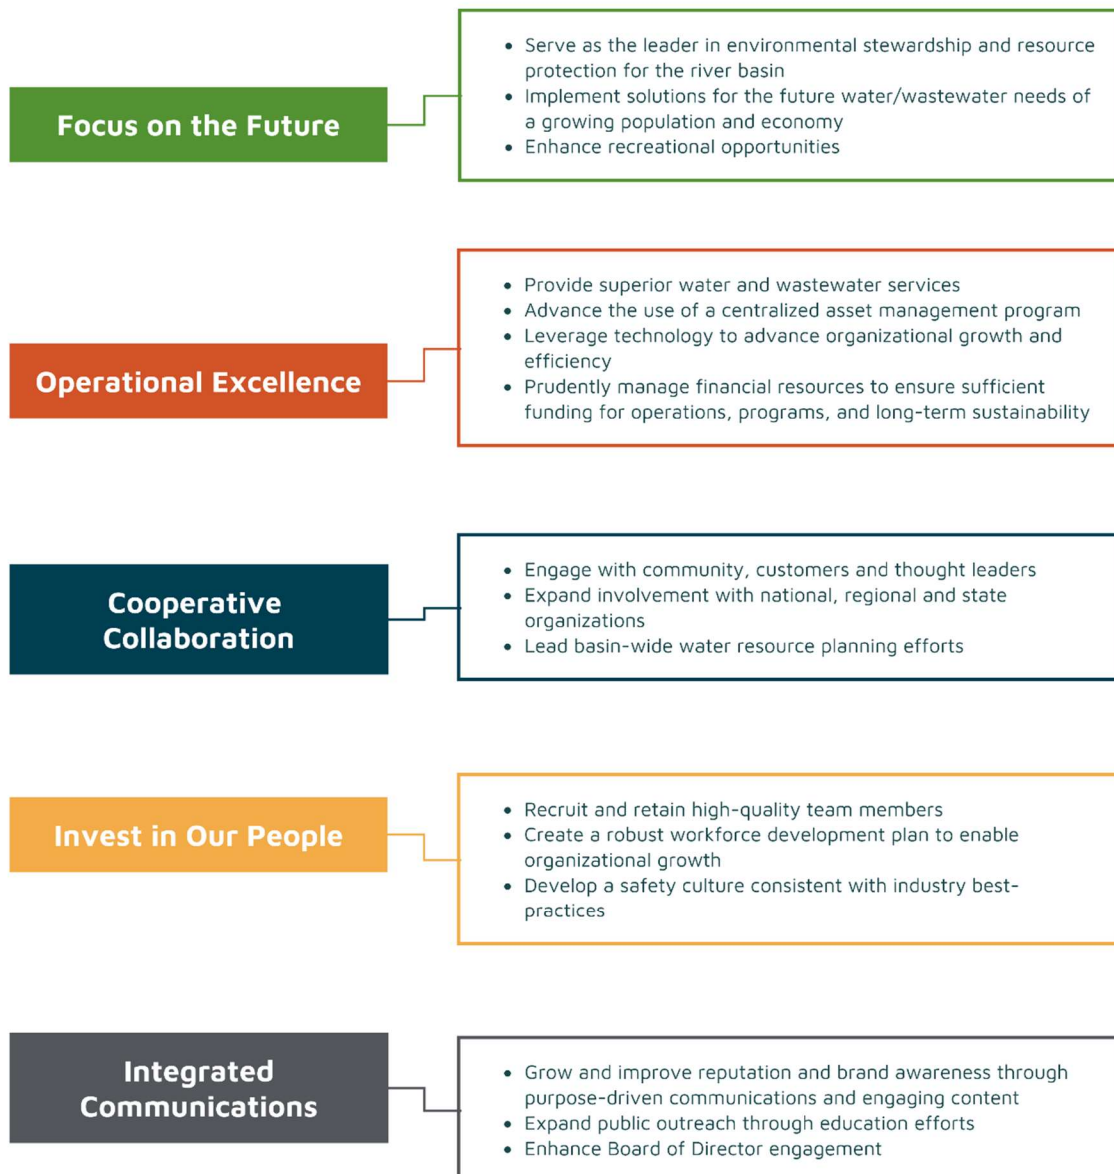 Focus on the Future
• Serve as the leader in environmental stewardship and resource
protection for the river basin
• Implement solutions for the future water/wastewater needs of
a growing population and economy
• Enhance recreational opportunities
Operational Excellence
• Provide superior water and wastewater services
• Advance the use of a centralized asset management program
• Leverage technology to advance organizational growth and
efficiency
• Prudently manage financial resources to ensure sufficient
funding for operations, programs, and long-term sustainability
Cooperative
Collaboration
• Engage with community, customers and thought leaders
• Expand involvement with national, regional and state
organizations
• Lead basin-wide water resource planning efforts
Invest in Our People
• Recruit and retain high-quality team members
• Create a robust workforce development plan to enable
organizational growth
• Develop a safety culture consistent with industry best-
practices
Integrated
Communications
• Grow and improve reputation and brand awareness through
purpose-driven communications and engaging content
• Expand public outreach through education efforts
• Enhance Board of Director engagement